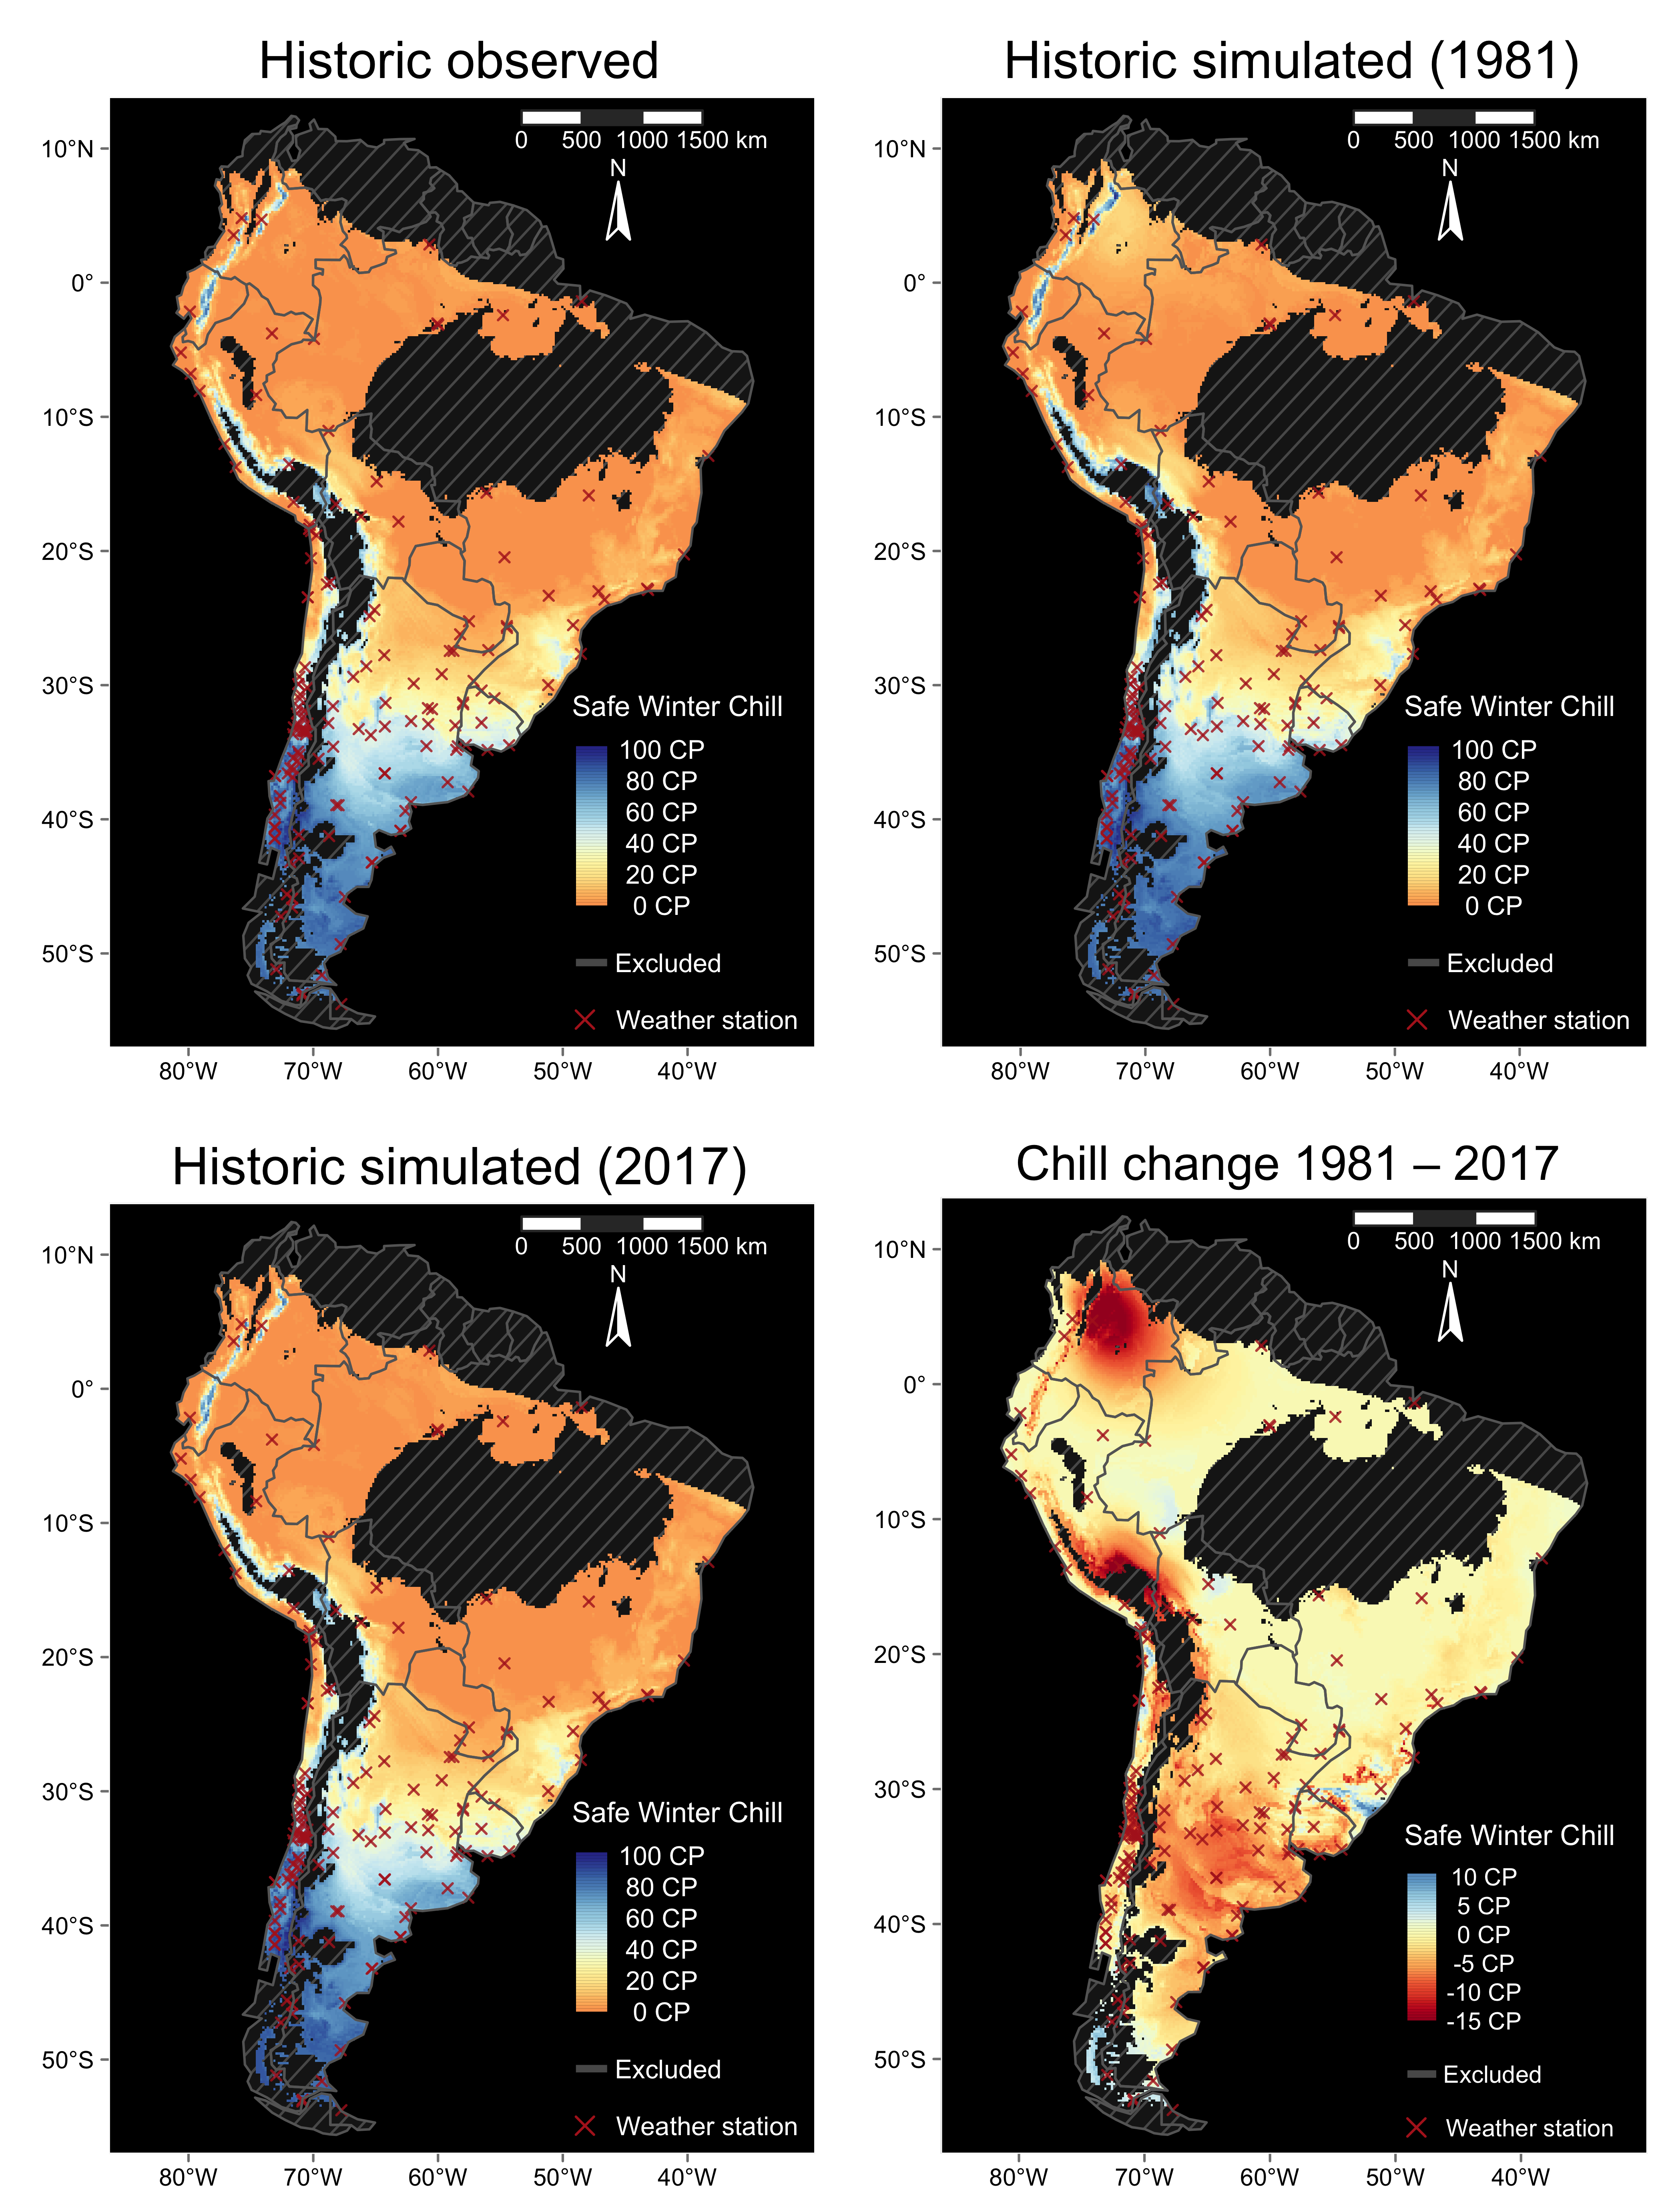 Historic observed
0 500 1000 1500 km
N
10°N
0°
10°S
20°S
30°S
40°S
50°S
Safe Winter Chill
100 CP
80 CP
60 CP
40 CP
20 CP
0 CP
Excluded
Weather station
80°W 70°W 60°W 50°W 40°W
Historic simulated (1981)
0 500 1000 1500 km
N
10°N
0°
10°S
20°S
30°S
40°S
50°S
Safe Winter Chill
100 CP
80 CP
60 CP
40 CP
20 CP
0 CP
Excluded
Weather station
80°W 70°W 60°W 50°W 40°W
Historic simulated (2017)
0 500 1000 1500 km
N
10°N
0°
10°S
20°S
30°S
40°S
50°S
Safe Winter Chill
100 CP
80 CP
60 CP
40 CP
20 CP
0 CP
Excluded
Weather station
80°W 70°W 60°W 50°W 40°W
Chill change 1981 – 2017
0 500 1000 1500 km
N
10°N
0°
10°S
20°S
30°S
40°S
50°S
Safe Winter Chill
10 CP
5 CP
0 CP
-5 CP
-10 CP
-15 CP
Excluded
Weather station
80°W 70°W 60°W 50°W 40°W